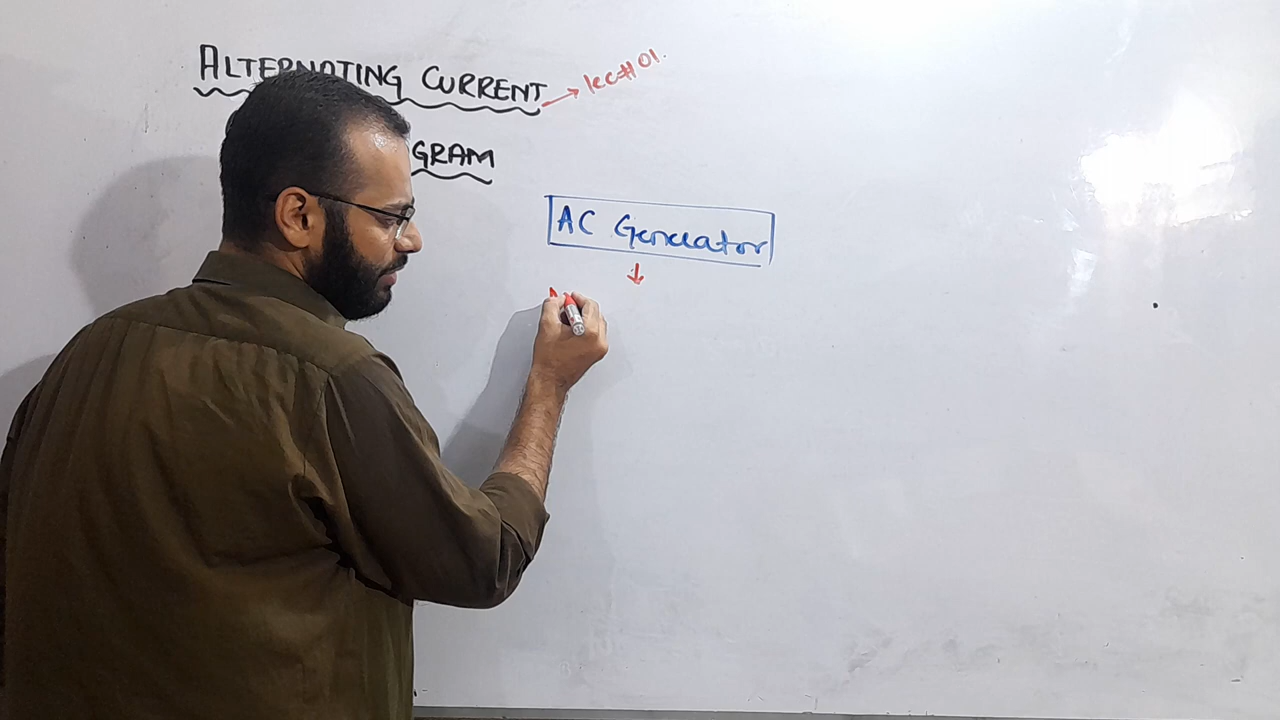 ALTERNATING CURRENT → lec# 01.
GRAM
AC Generator
↓